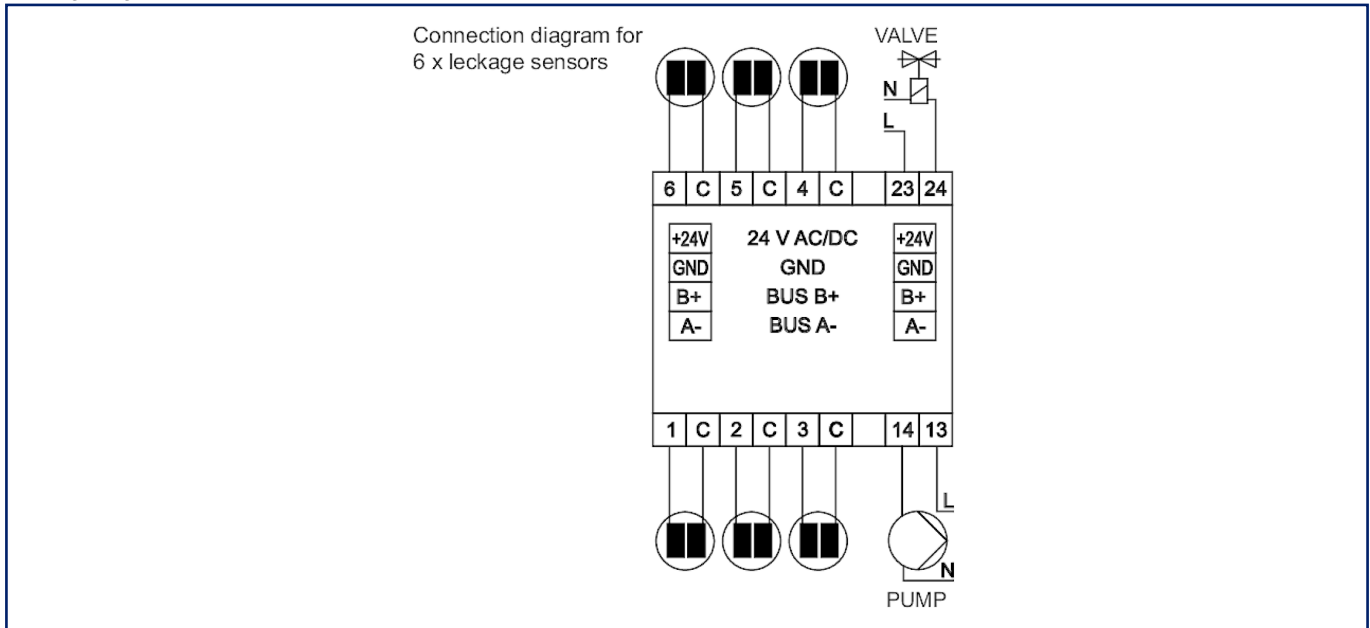 Connection diagram for
6 x leckage sensors
VALVE
N
L
6 C 5 C 4 C 23 24
+24V 24 V AC/DC +24V
GND GND GND
B+ BUS B+ B+
A- BUS A- A-
1 C 2 C 3 C 14 13
L
N
PUMP